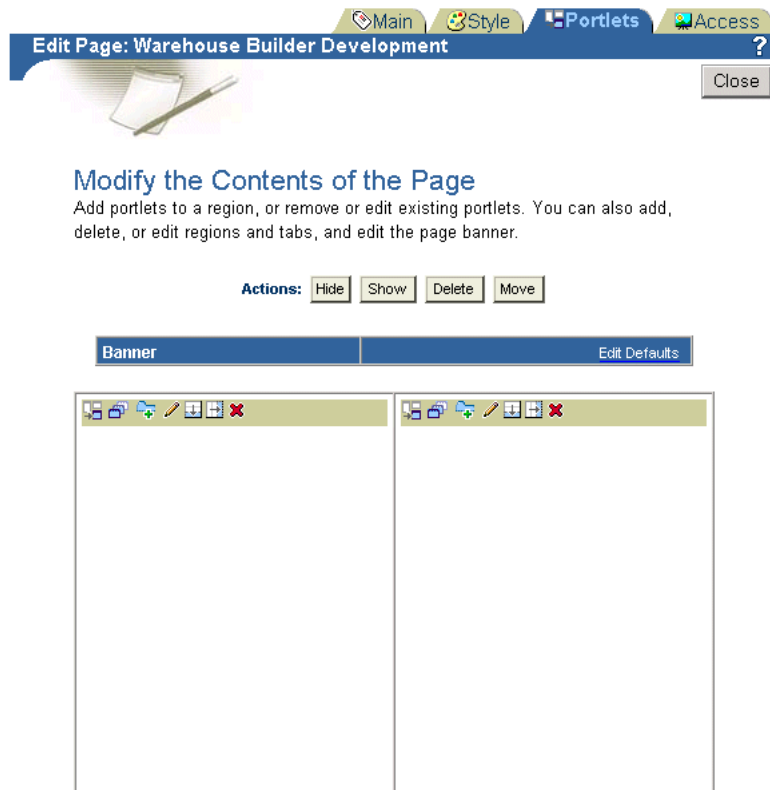 Main Style Portlets Access
Edit Page: Warehouse Builder Development ?
Close
Modify the Contents of the Page
Add portlets to a region, or remove or edit existing portlets. You can also add,
delete, or edit regions and tabs, and edit the page banner.
Actions: Hide Show Delete Move
Banner Edit Defaults